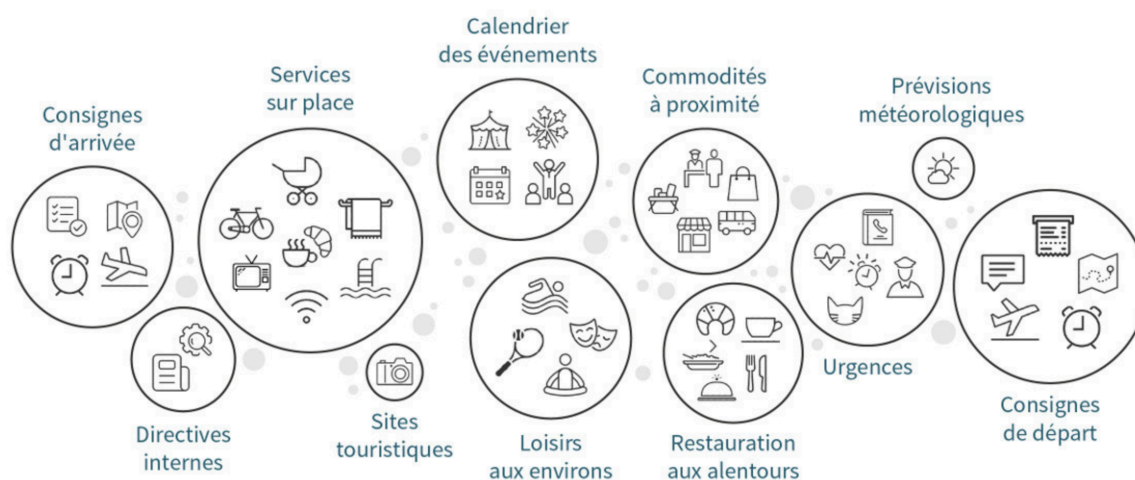 Consignes
d'arrivée
Directives
internes
Services
sur place
Sites
touristiques
Calendrier
des événements
Loisirs
aux environs
Commodités
à proximité
Restauration
aux alentours
Urgences
Prévisions
météorologiques
Consignes
de départ